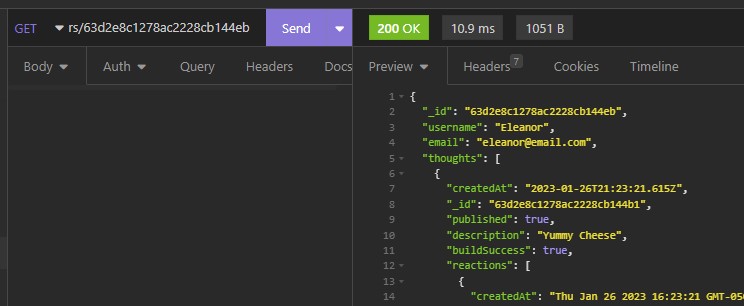 GET rs/63d2e8c1278ac2228cb144eb Send 200 OK 10.9 ms 1051 B
Body Auth Query Headers Docs Preview Headers 7 Cookies Timeline
1 {
2 "_id": "63d2e8c1278ac2228cb144eb",
3 "username": "Eleanor",
4 "email": "eleanor@email.com",
5 "thoughts": [
6 {
7 "createdAt": "2023-01-26T21:23:21.615Z",
8 "_id": "63d2e8c1278ac2228cb144b1",
9 "published": true,
10 "description": "Yummy Cheese",
11 "buildSuccess": true,
12 "reactions": [
13 {
14 "createdAt": "Thu Jan 26 2023 16:23:21 GMT-05